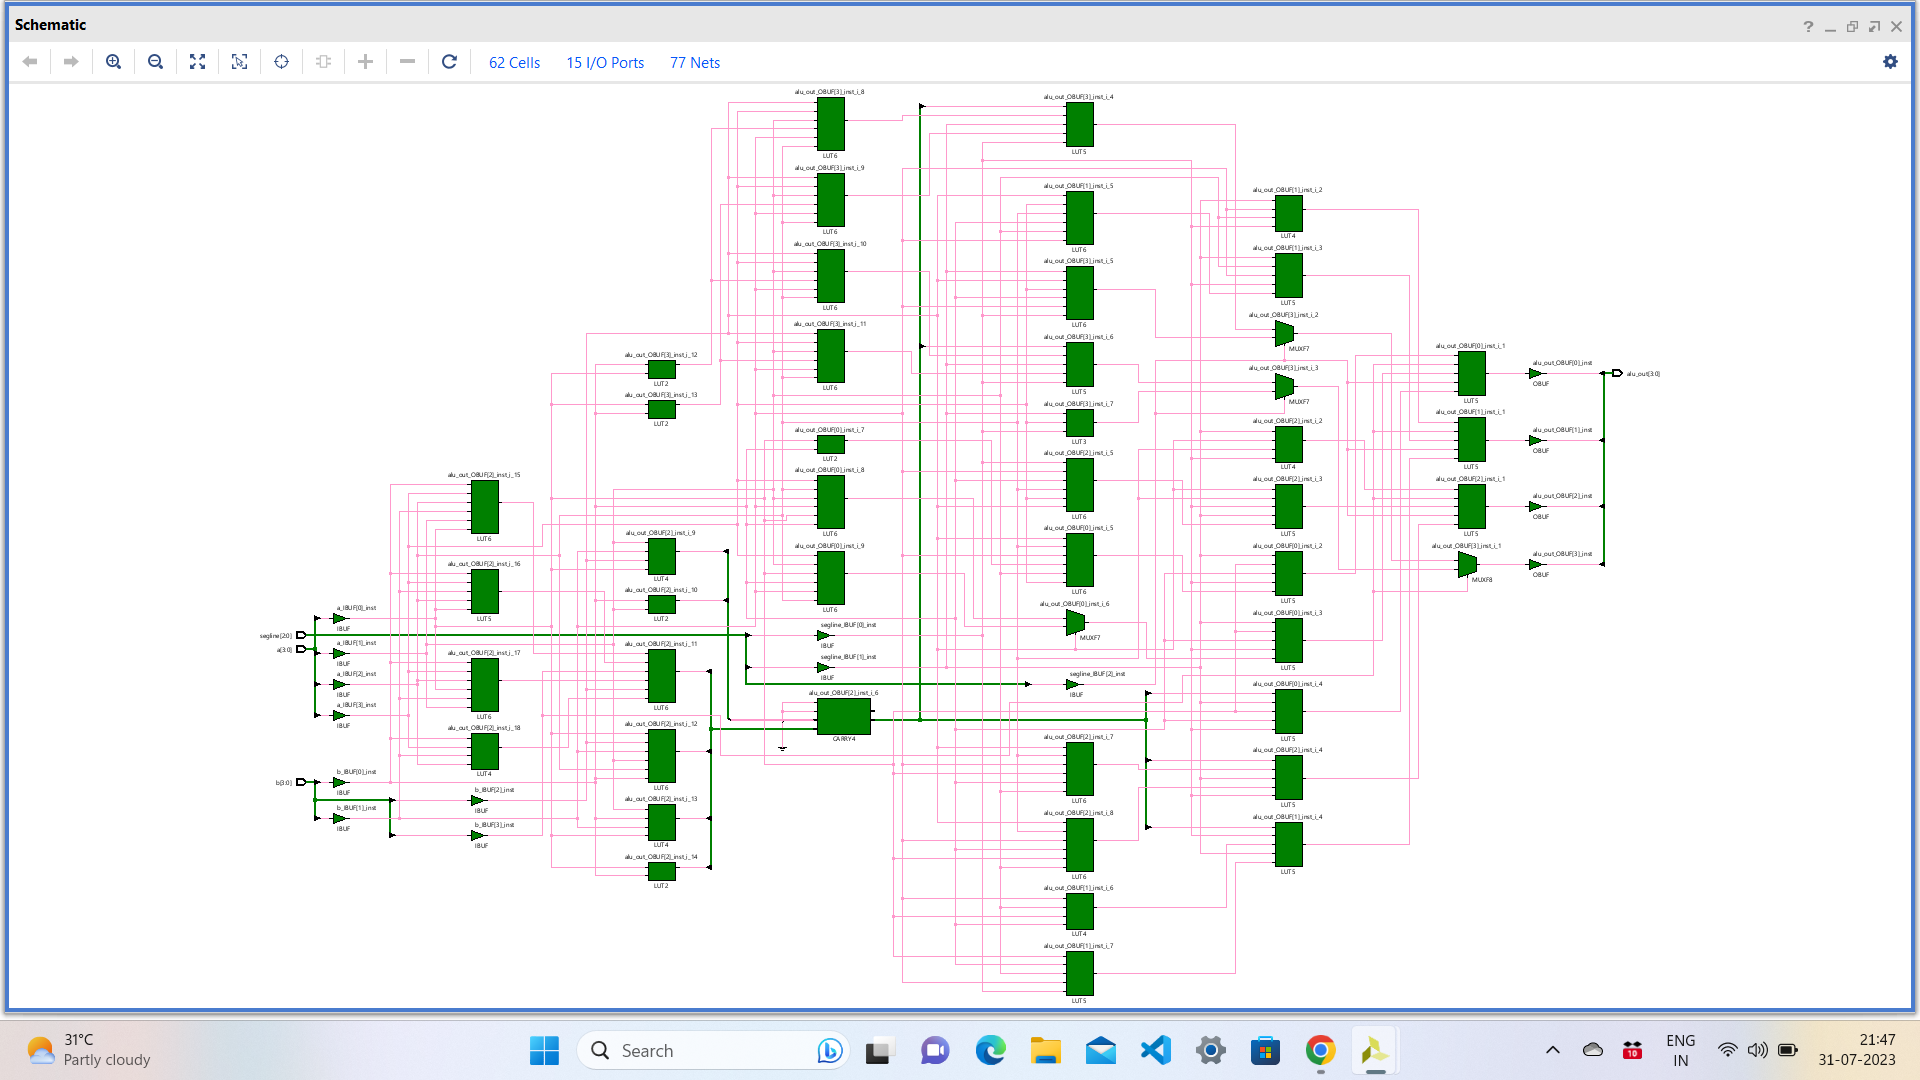 Schematic
62 Cells 15 I/O Ports 77 Nets
alu_out_OBUF[3]_inst_i_8
LUT6
alu_out_OBUF[3]_inst_i_9
LUT6
alu_out_OBUF[3]_inst_i_10
LUT6
alu_out_OBUF[3]_inst_i_11
LUT6
alu_out_OBUF[3]_inst_i_12
LUT2
alu_out_OBUF[3]_inst_i_13
LUT2
alu_out_OBUF[0]_inst_i_7
LUT2
alu_out_OBUF[0]_inst_i_8
LUT6
alu_out_OBUF[0]_inst_i_9
LUT6
alu_out_OBUF[2]_inst_i_15
LUT6
alu_out_OBUF[2]_inst_i_16
LUT5
alu_out_OBUF[2]_inst_i_17
LUT6
alu_out_OBUF[2]_inst_i_18
LUT4
alu_out_OBUF[2]_inst_i_9
LUT4
alu_out_OBUF[2]_inst_i_10
LUT2
alu_out_OBUF[2]_inst_i_11
LUT6
alu_out_OBUF[2]_inst_i_12
LUT6
alu_out_OBUF[2]_inst_i_13
LUT4
alu_out_OBUF[2]_inst_i_14
LUT2
segline[2:0]
a[3:0]
a_IBUF[0]_inst
IBUF
a_IBUF[1]_inst
IBUF
a_IBUF[2]_inst
IBUF
a_IBUF[3]_inst
IBUF
b[3:0]
b_IBUF[0]_inst
IBUF
b_IBUF[1]_inst
IBUF
b_IBUF[2]_inst
IBUF
b_IBUF[3]_inst
IBUF
segline_IBUF[0]_inst
IBUF
segline_IBUF[1]_inst
IBUF
segline_IBUF[2]_inst
IBUF
alu_out_OBUF[2]_inst_i_6
CARRY4
alu_out_OBUF[3]_inst_i_4
LUT5
alu_out_OBUF[1]_inst_i_5
LUT6
alu_out_OBUF[3]_inst_i_5
LUT6
alu_out_OBUF[3]_inst_i_6
LUT5
alu_out_OBUF[3]_inst_i_7
LUT3
alu_out_OBUF[2]_inst_i_5
LUT6
alu_out_OBUF[0]_inst_i_5
LUT6
alu_out_OBUF[0]_inst_i_6
MUXF7
alu_out_OBUF[2]_inst_i_7
LUT6
alu_out_OBUF[2]_inst_i_8
LUT6
alu_out_OBUF[1]_inst_i_6
LUT4
alu_out_OBUF[1]_inst_i_7
LUT5
alu_out_OBUF[1]_inst_i_2
LUT4
alu_out_OBUF[1]_inst_i_3
LUT5
alu_out_OBUF[3]_inst_i_2
MUXF7
alu_out_OBUF[3]_inst_i_3
MUXF7
alu_out_OBUF[2]_inst_i_2
LUT4
alu_out_OBUF[2]_inst_i_3
LUT5
alu_out_OBUF[0]_inst_i_2
LUT5
alu_out_OBUF[0]_inst_i_3
LUT5
alu_out_OBUF[0]_inst_i_4
LUT5
alu_out_OBUF[2]_inst_i_4
LUT5
alu_out_OBUF[1]_inst_i_4
LUT5
alu_out_OBUF[0]_inst_i_1
LUT5
alu_out_OBUF[1]_inst_i_1
LUT5
alu_out_OBUF[2]_inst_i_1
LUT5
alu_out_OBUF[3]_inst_i_1
MUXF8
alu_out_OBUF[0]_inst
OBUF
alu_out_OBUF[1]_inst
OBUF
alu_out_OBUF[2]_inst
OBUF
alu_out_OBUF[3]_inst
OBUF
alu_out[3:0]
31°C
Partly cloudy
Search
10
ENG
IN
21:47
31-07-2023